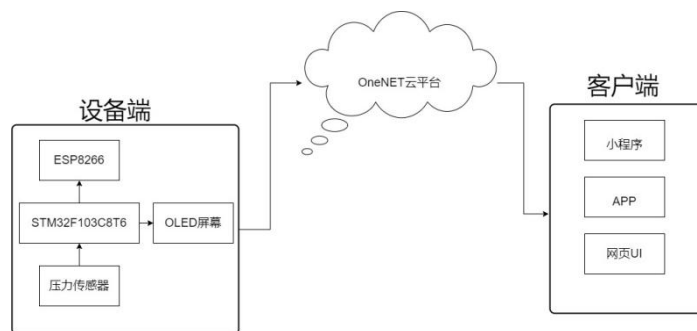 设备端
ESP8266
STM32F103C8T6
OLED屏幕
压力传感器
OneNET云平台
客户端
小程序
APP
网页UI